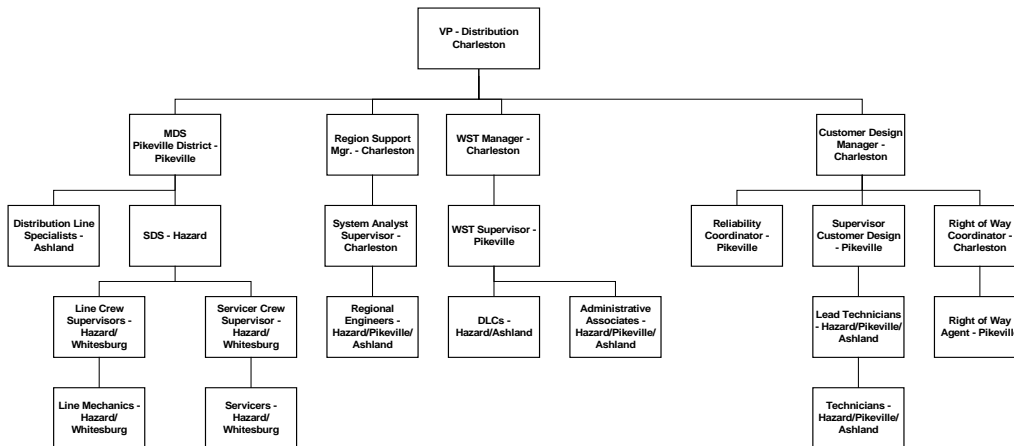 VP - Distribution
Charleston
MDS
Pikeville District -
Pikeville
Region Support
Mgr. - Charleston
WST Manager -
Charleston
Customer Design
Manager -
Charleston
Distribution Line
Specialists -
Ashland
SDS - Hazard
System Analyst
Supervisor -
Charleston
WST Supervisor -
Pikeville
Reliability
Coordinator -
Pikeville
Supervisor
Customer Design
- Pikeville
Right of Way
Coordinator -
Charleston
Line Crew
Supervisors -
Hazard/
Whitesburg
Servicer Crew
Supervisor -
Hazard/
Whitesburg
Regional
Engineers -
Hazard/Pikeville/
Ashland
DLCs -
Hazard/Ashland
Administrative
Associates -
Hazard/Pikeville/
Ashland
Lead Technicians
- Hazard/Pikeville/
Ashland
Right of Way
Agent - Pikeville
Line Mechanics -
Hazard/
Whitesburg
Servicers -
Hazard/
Whitesburg
Technicians -
Hazard/Pikeville/
Ashland